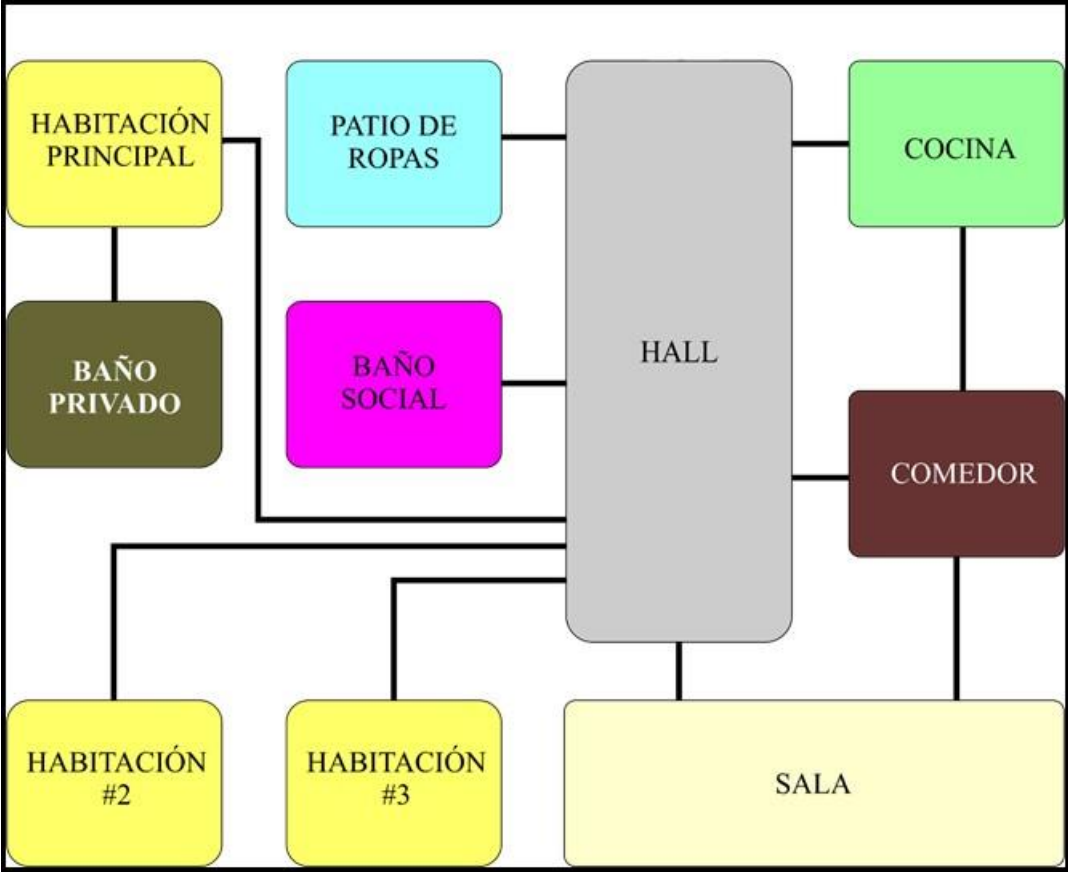 HABITACIÓN
PRINCIPAL
PATIO DE
ROPAS
COCINA
BAÑO
PRIVADO
BAÑO
SOCIAL
HALL
COMEDOR
HABITACIÓN
#2
HABITACIÓN
#3
SALA